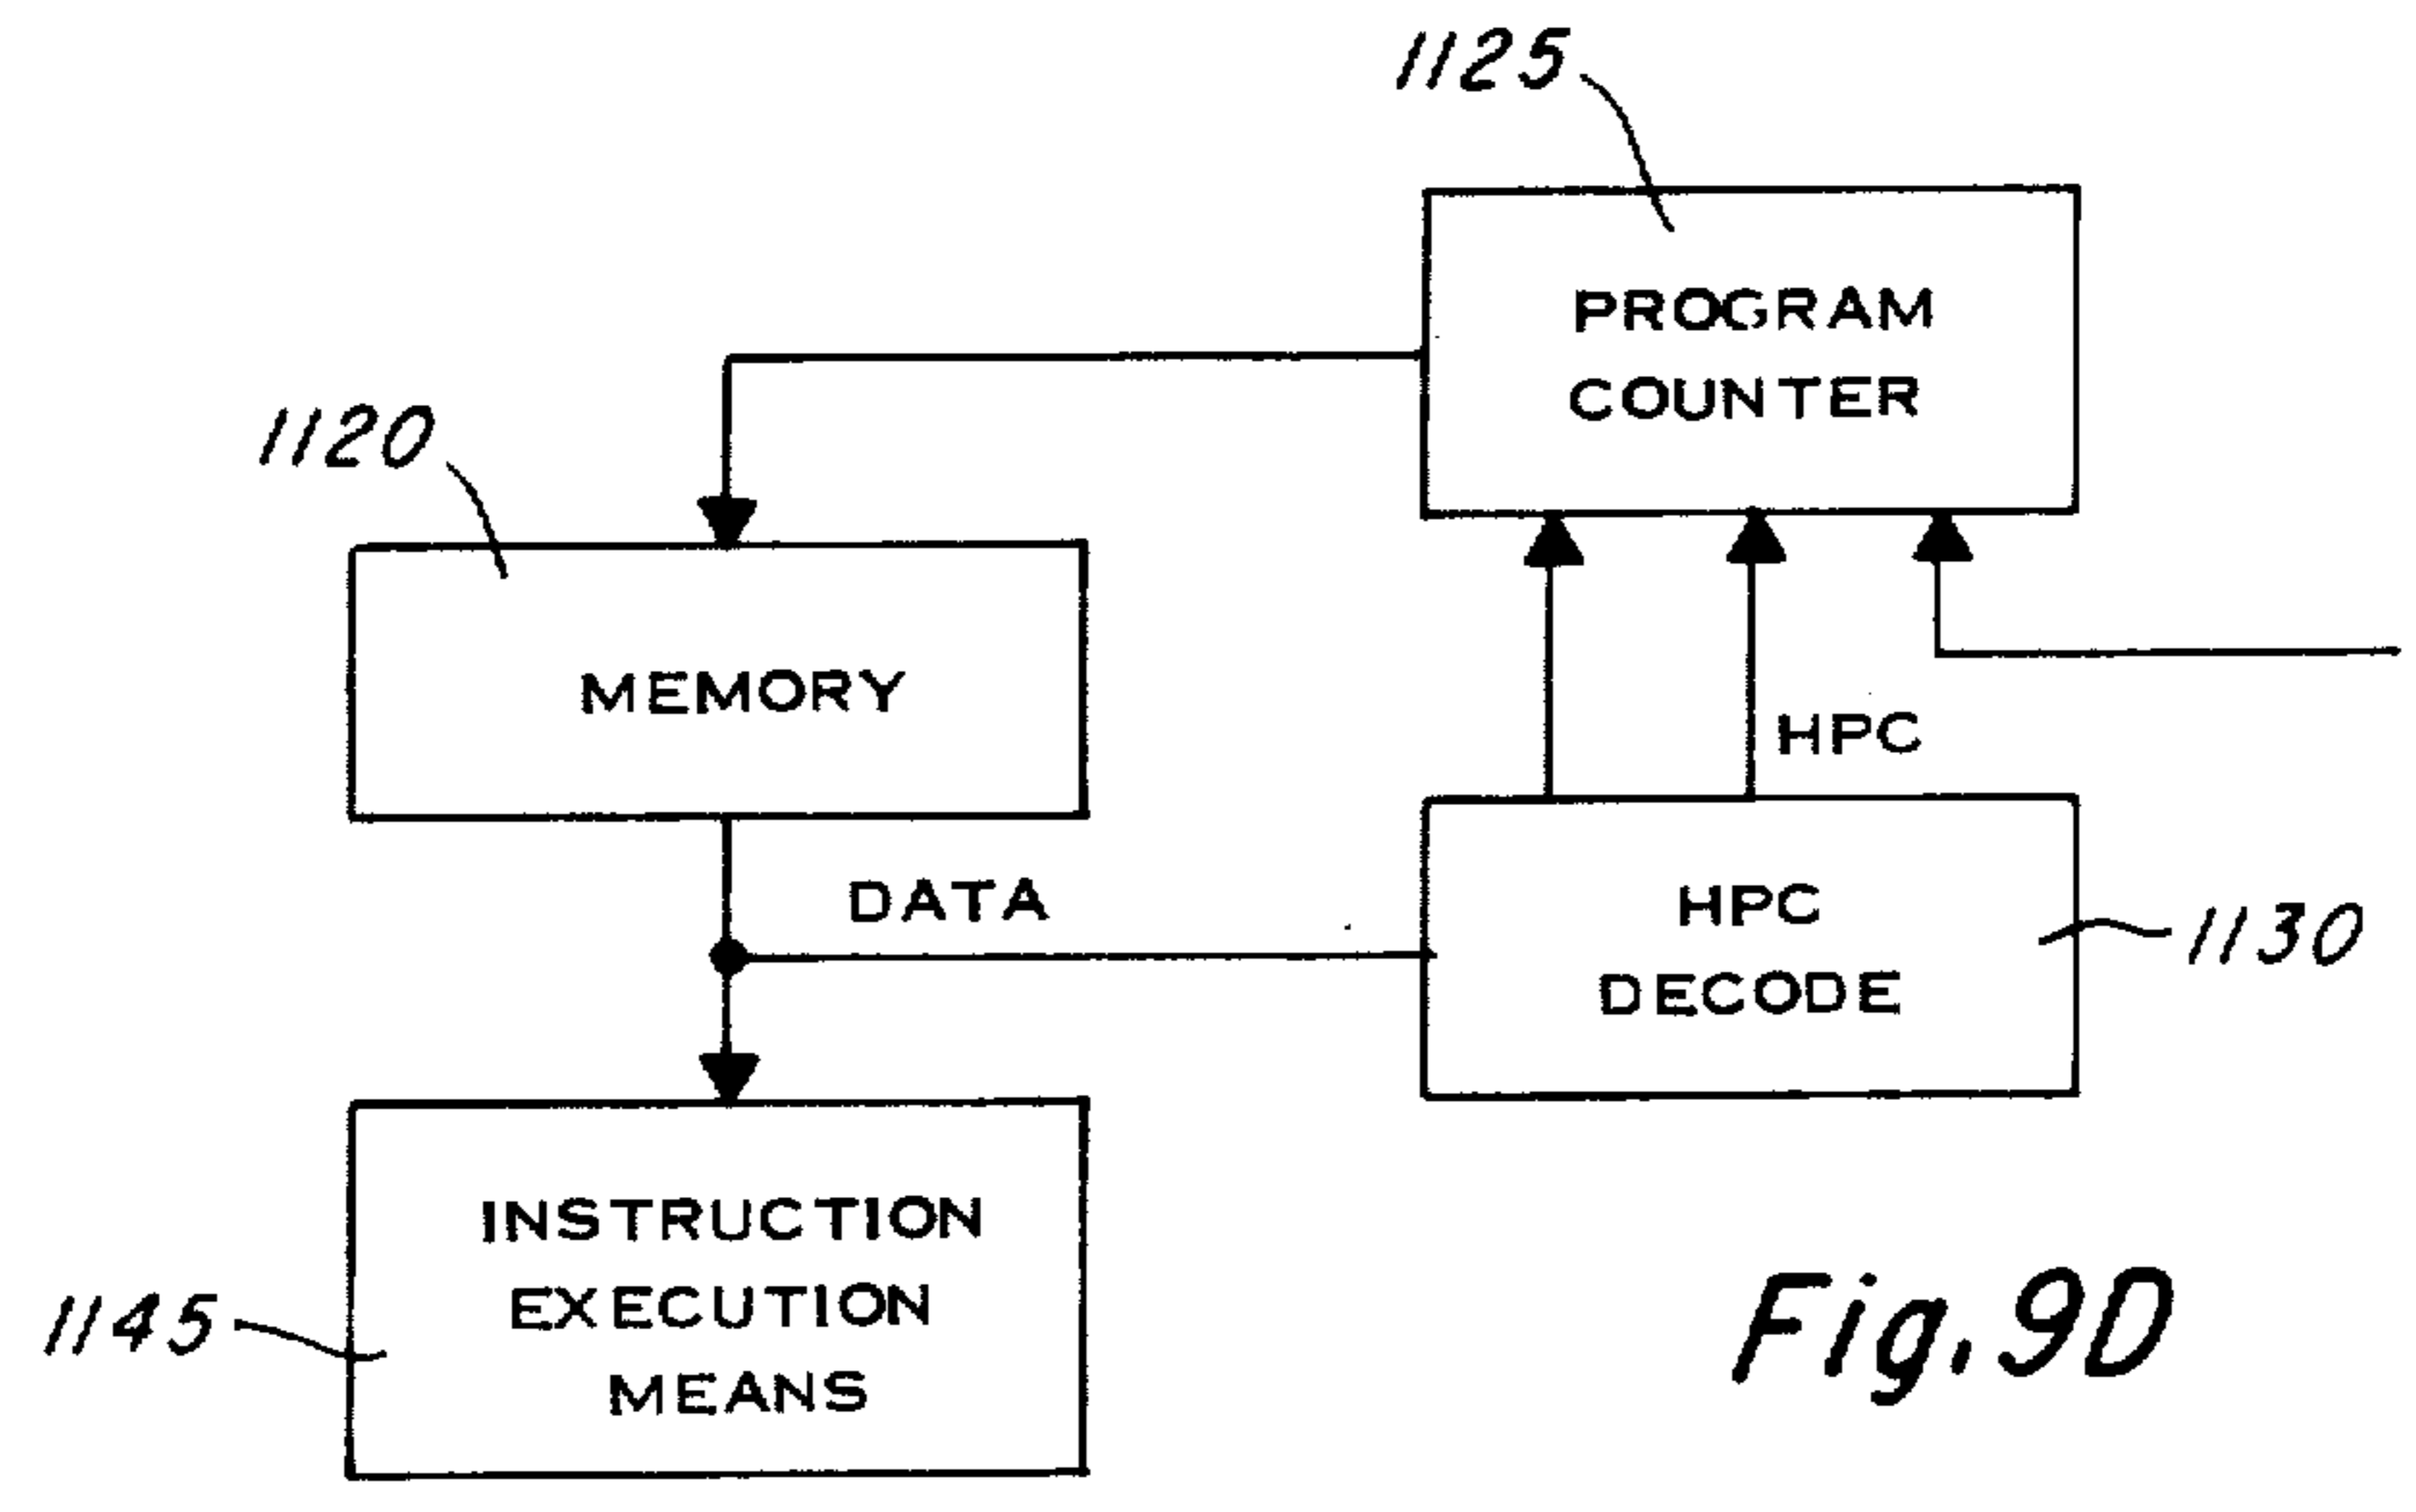 1125
PROGRAM
COUNTER
1120
MEMORY
HPC
DATA
HPC
DECODE
1130
INSTRUCTION
EXECUTION
MEANS
1145
Fig. 9D